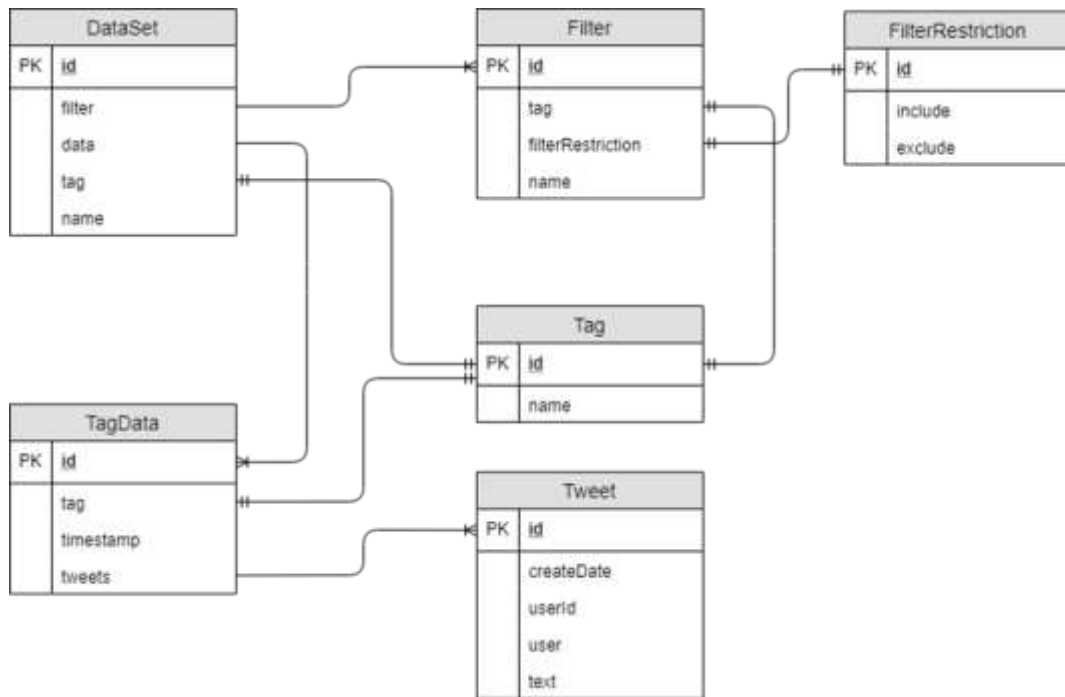 DataSet
PK id
filter
data
tag
name
Filter
PK id
tag
filterRestriction
name
FilterRestriction
PK id
include
exclude
Tag
PK id
name
TagData
PK id
tag
timestamp
tweets
Tweet
PK id
createDate
userId
user
text